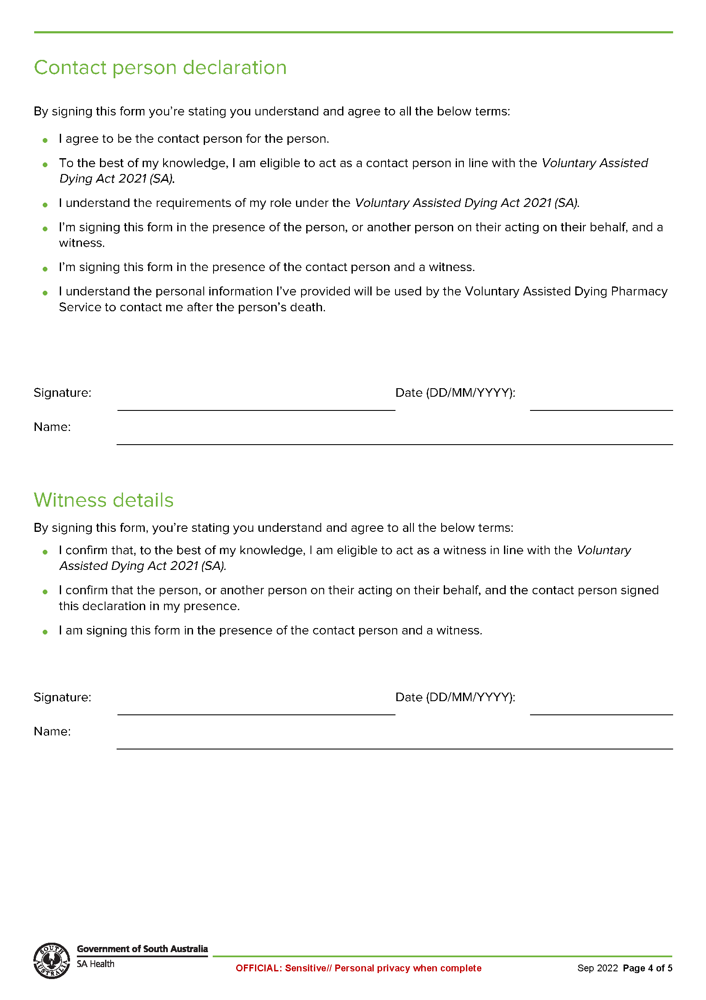 Contact person declaration
By signing this form you’re stating you understand and agree to all the below terms:
• I agree to be the contact person for the person.
• To the best of my knowledge, I am eligible to act as a contact person in line with the Voluntary Assisted
Dying Act 2021 (SA).
• I understand the requirements of my role under the Voluntary Assisted Dying Act 2021 (SA).
• I’m signing this form in the presence of the person, or another person on their acting on their behalf, and a
witness.
• I’m signing this form in the presence of the contact person and a witness.
• I understand the personal information I’ve provided will be used by the Voluntary Assisted Dying Pharmacy
Service to contact me after the person’s death.
Signature: Date (DD/MM/YYYY):
Name:
Witness details
By signing this form, you’re stating you understand and agree to all the below terms:
• I confirm that, to the best of my knowledge, I am eligible to act as a witness in line with the Voluntary
Assisted Dying Act 2021 (SA).
• I confirm that the person, or another person on their acting on their behalf, and the contact person signed
this declaration in my presence.
• I am signing this form in the presence of the contact person and a witness.
Signature: Date (DD/MM/YYYY):
Name:
SOUTH AUSTRALIA
Government of South Australia
SA Health
OFFICIAL: Sensitive// Personal privacy when complete
Sep 2022 Page 4 of 5